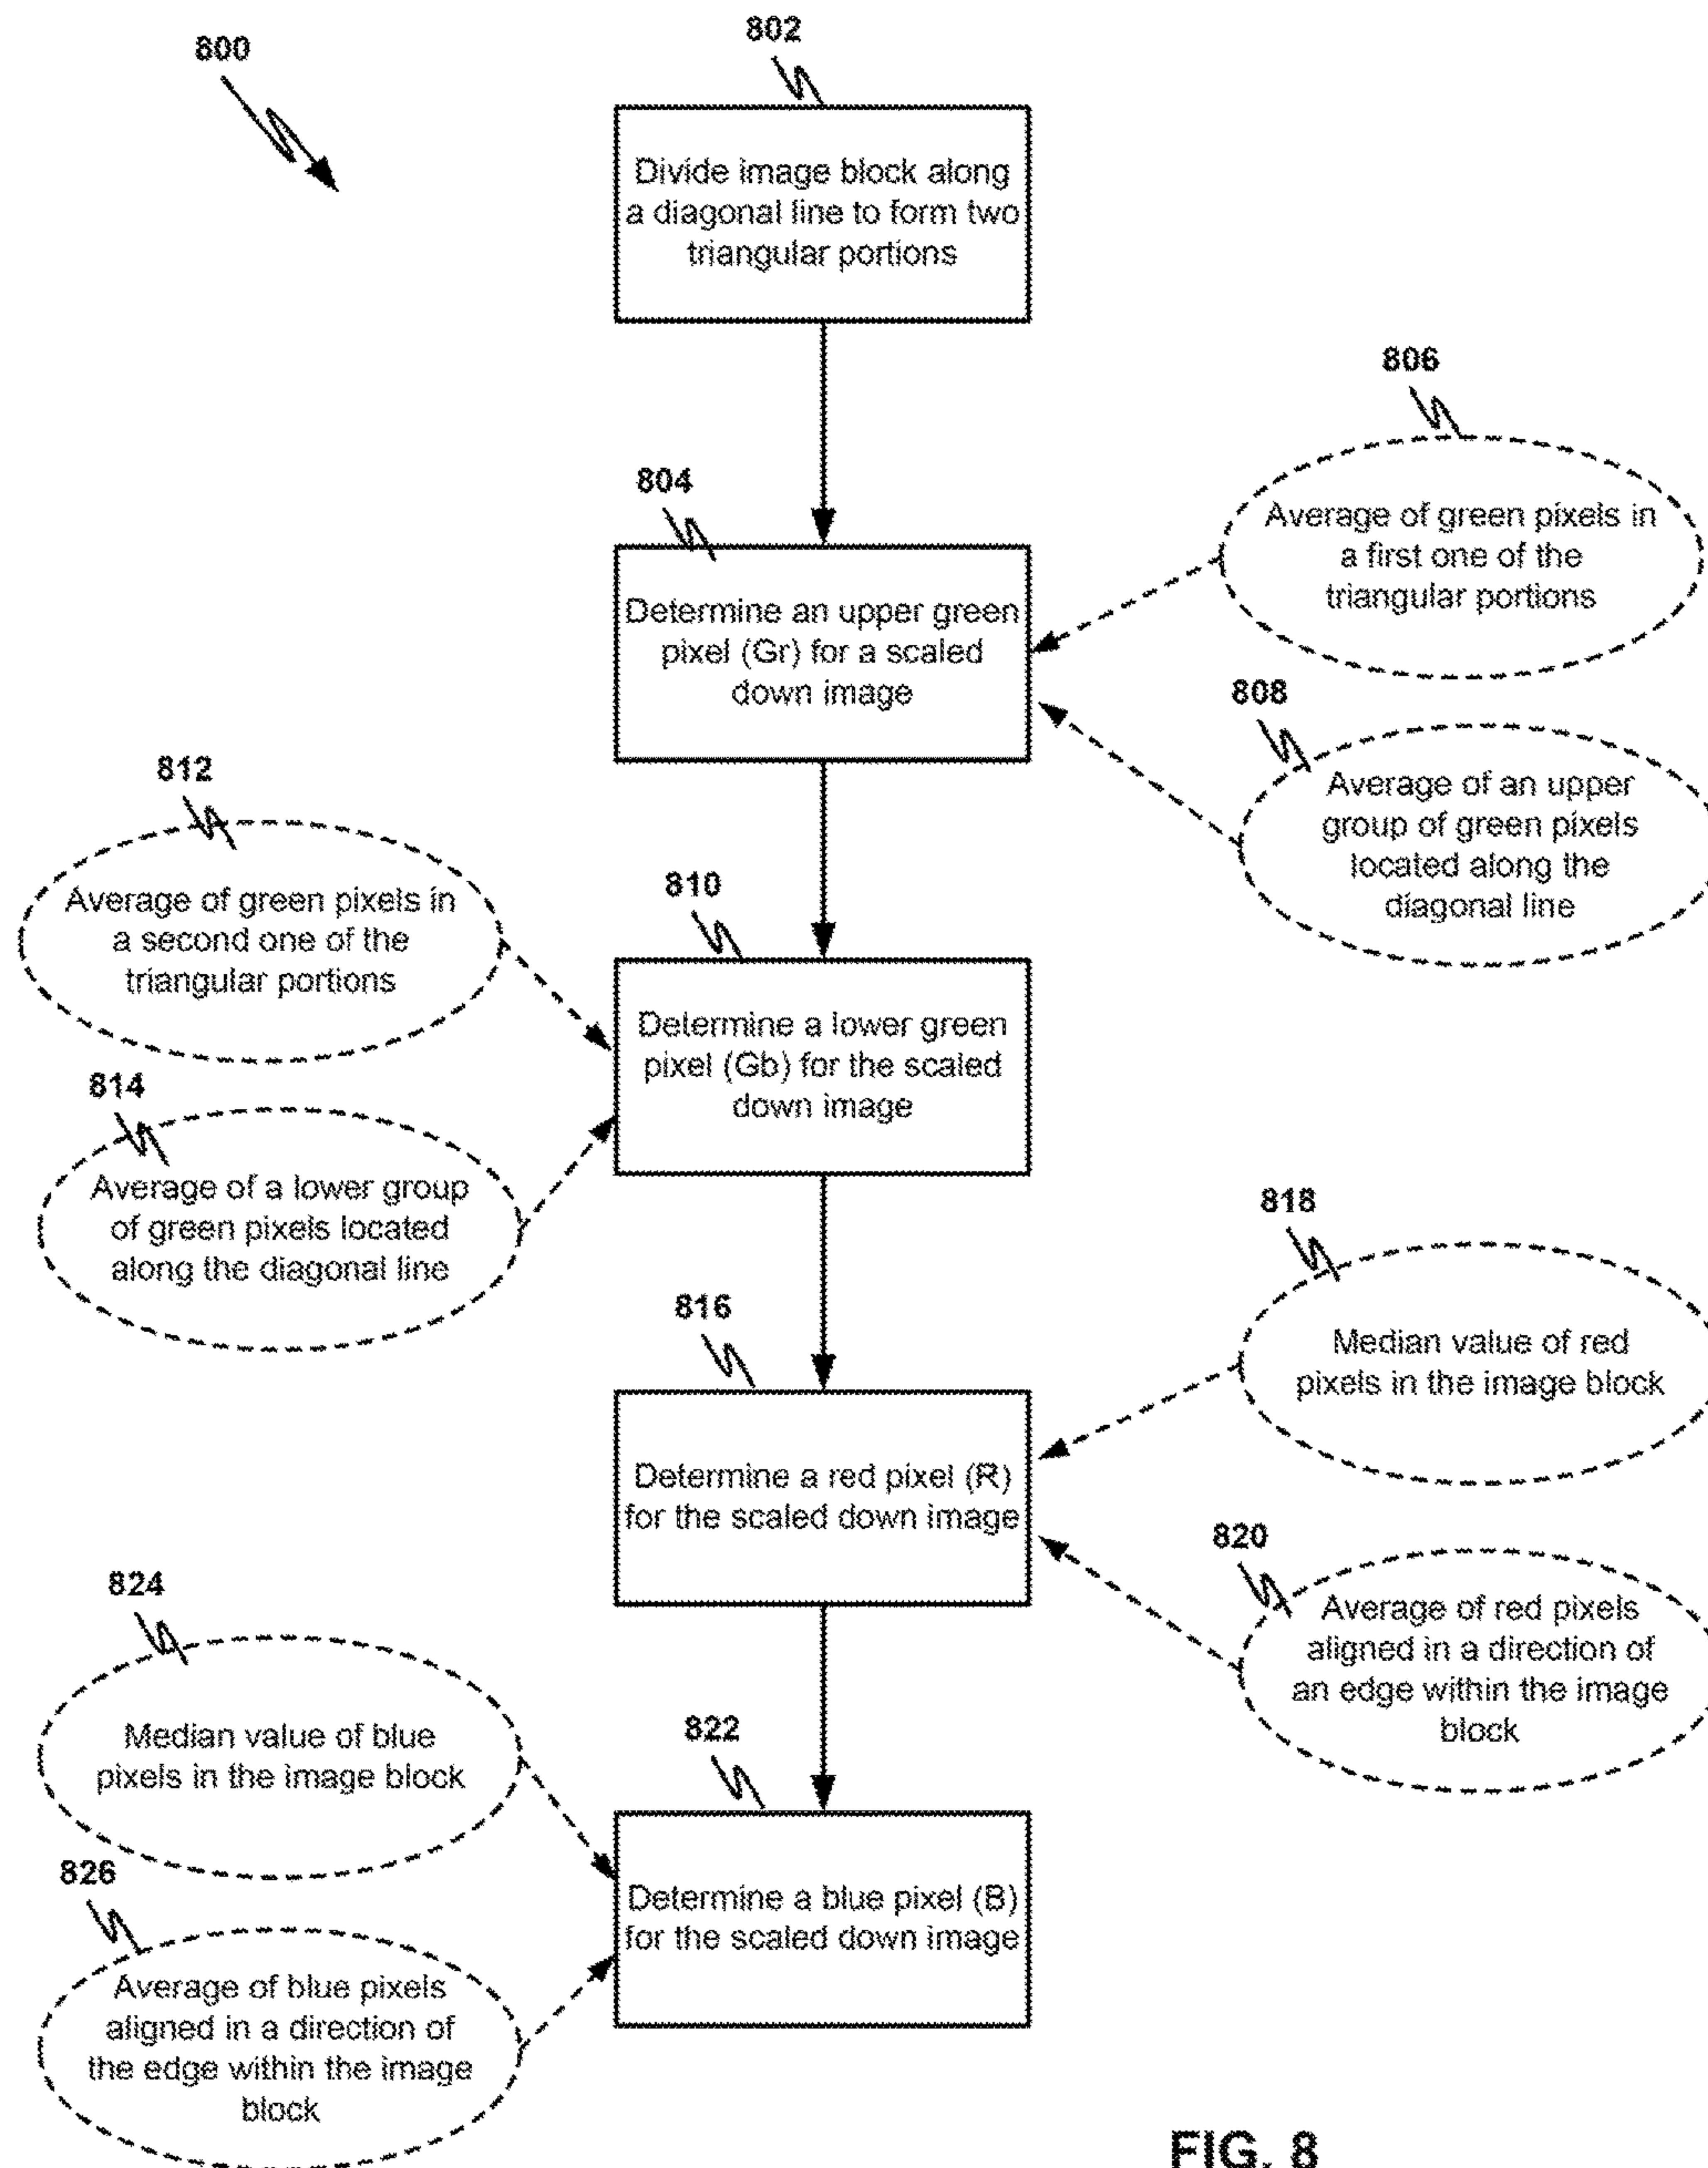 800
802
Divide image block along
a diagonal line to form two
triangular portions
806
Average of green pixels in
a first one of the
triangular portions
804
Determine an upper green
pixel (Gr) for a scaled
down image
808
Average of an upper
group of green pixels
located along the
diagonal line
812
Average of green pixels in
a second one of the
triangular portions
810
Determine a lower green
pixel (Gb) for the scaled
down image
814
Average of a lower group
of green pixels located
along the diagonal line
818
Median value of red
pixels in the image block
816
Determine a red pixel (R)
for the scaled down image
820
Average of red pixels
aligned in a direction of
an edge within the image
block
824
Median value of blue
pixels in the image block
822
Determine a blue pixel (B)
for the scaled down image
826
Average of blue pixels
aligned in a direction of
the edge within the image
block
FIG. 8